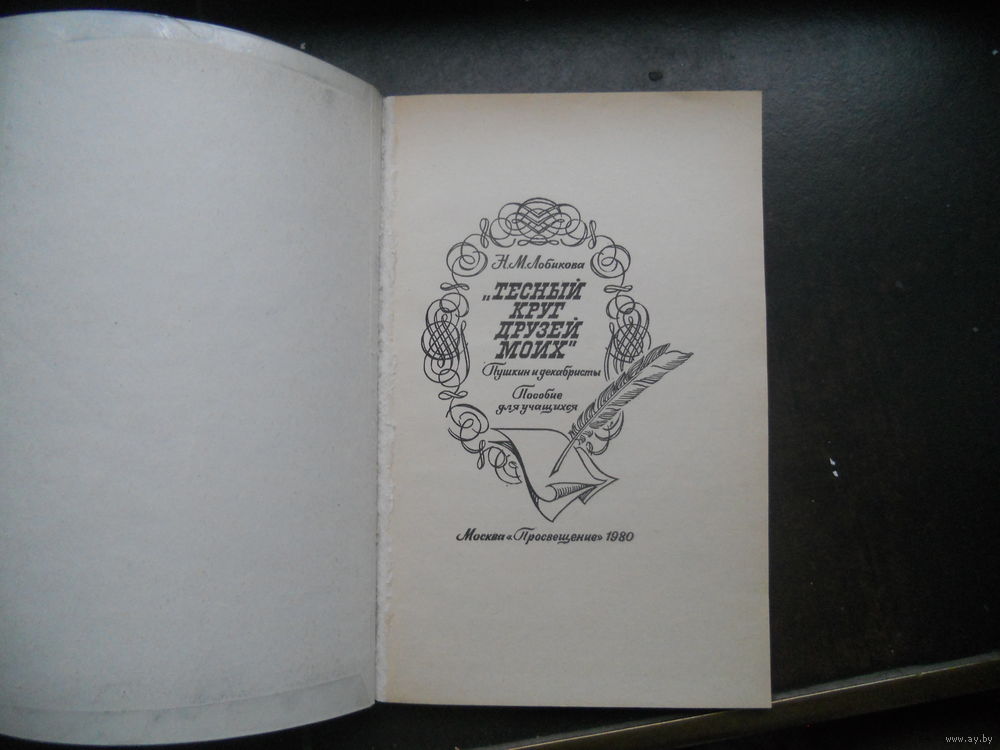 Н.М.Лобикова
„ТЕСНЫЙ
КРУГ
ДРУЗЕЙ
МОИХ"
Пушкин и декабристы
Пособие
для учащихся
Москва «Просвещение» 1980
www.ay.by